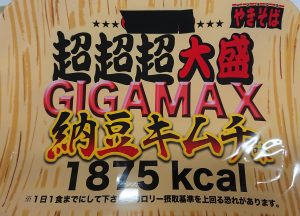 やきそば
超超超大盛
GIGAMAX
納豆キムチ味
1875 kcal
※1日1食までにして下さ ロリー摂取基準を上回る恐れがあります。